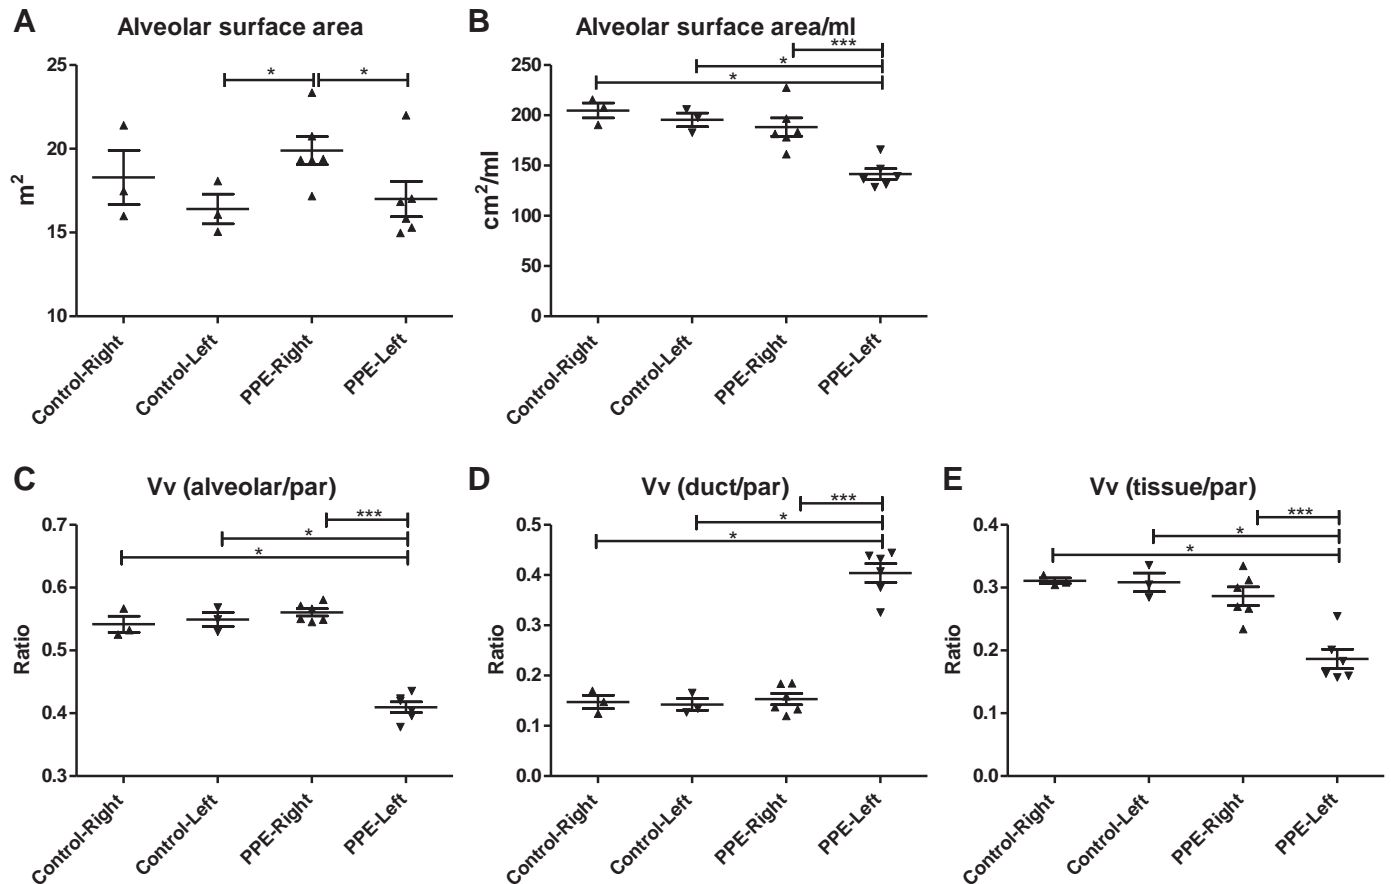 A
Alveolar surface area
25
20
15
10
m²
*
*
Control-Right
Control-Left
PPE-Right
PPE-Left
B
Alveolar surface area/ml
250
200
150
100
50
0
cm²/ml
***
*
*
Control-Right
Control-Left
PPE-Right
PPE-Left
C
Vv (alveolar/par)
0.7
0.6
0.5
0.4
0.3
Ratio
***
*
*
Control-Right
Control-Left
PPE-Right
PPE-Left
D
Vv (duct/par)
0.5
0.4
0.3
0.2
0.1
0.0
Ratio
***
*
*
Control-Right
Control-Left
PPE-Right
PPE-Left
E
Vv (tissue/par)
0.4
0.3
0.2
0.1
0.0
Ratio
***
*
*
Control-Right
Control-Left
PPE-Right
PPE-Left